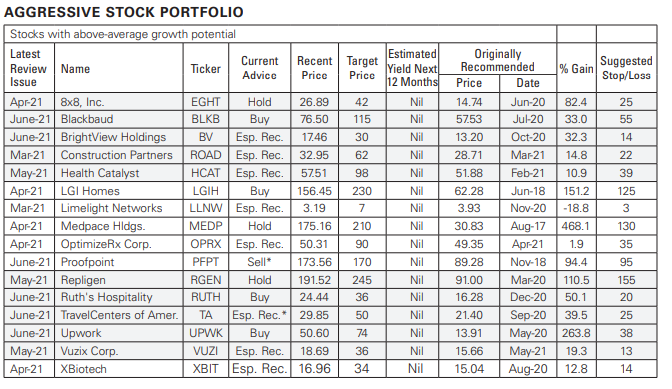 AGGRESSIVE STOCK PORTFOLIO
Stocks with above-average growth potential
Latest Review Issue Name Ticker Current Advice Recent Price Target Price Estimated Yield Next 12 Months Originally Recommended Price Date % Gain Suggested Stop/Loss
Apr-21 8x8, Inc. EGHT Hold 26.89 42 Nil 14.74 Jun-20 82.4 25
June-21 Blackbaud BLKB Buy 76.50 115 Nil 57.53 Jul-20 33.0 55
June-21 BrightView Holdings BV Esp. Rec. 17.46 30 Nil 13.20 Oct-20 32.3 14
Mar-21 Construction Partners ROAD Esp. Rec. 32.95 62 Nil 28.71 Mar-21 14.8 22
May-21 Health Catalyst HCAT Esp. Rec. 57.51 98 Nil 51.88 Feb-21 10.9 39
Apr-21 LGI Homes LGIH Buy 156.45 230 Nil 62.28 Jun-18 151.2 125
Mar-21 Limelight Networks LLNW Esp. Rec. 3.19 7 Nil 3.93 Nov-20 -18.8 3
Apr-21 Medpace Hldgs. MEDP Hold 175.16 210 Nil 30.83 Aug-17 468.1 130
Apr-21 OptimizeRx Corp. OPRX Esp. Rec. 50.31 90 Nil 49.35 Apr-21 1.9 35
June-21 Proofpoint PFPT Sell* 173.56 170 Nil 89.28 Nov-18 94.4 95
May-21 Repligen RGEN Hold 191.52 245 Nil 91.00 Mar-20 110.5 155
June-21 Ruth's Hospitality RUTH Buy 24.44 36 Nil 16.28 Dec-20 50.1 20
June-21 TravelCenters of Amer. TA Esp. Rec.* 29.85 50 Nil 21.40 Sep-20 39.5 25
June-21 Upwork UPWK Buy 50.60 74 Nil 13.91 May-20 263.8 38
May-21 Vuzix Corp. VUZI Esp. Rec. 18.69 36 Nil 15.66 May-21 19.3 13
Apr-21 XBiotech XBIT Esp. Rec. 16.96 34 Nil 15.04 Aug-20 12.8 14